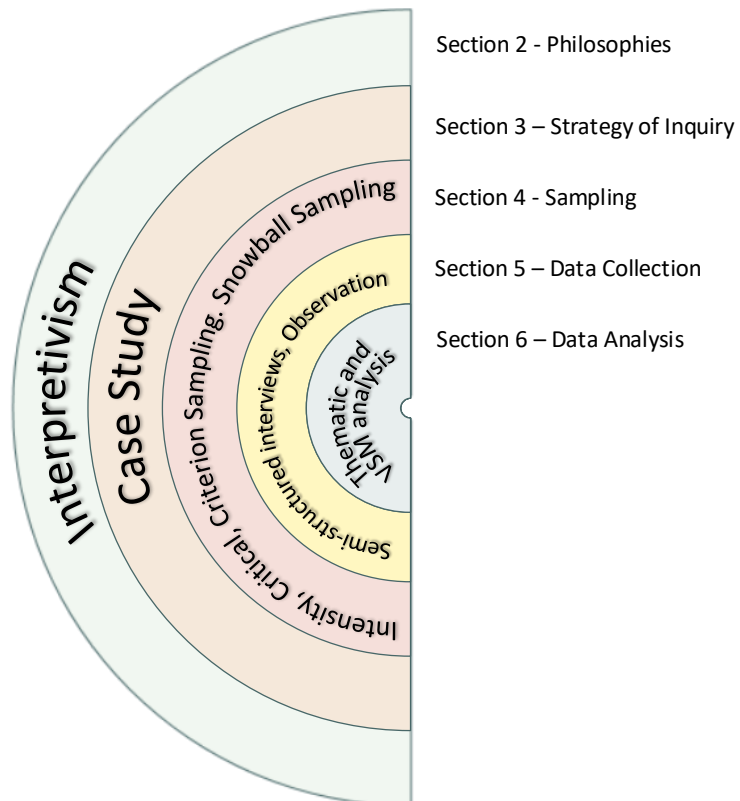 Section 2 - Philosophies
Section 3 – Strategy of Inquiry
Section 4 - Sampling
Section 5 – Data Collection
Section 6 – Data Analysis
Interpretivism
Case Study
Intensity, Critical, Criterion Sampling. Snowball Sampling
Semi-structured interviews, Observation
Thematic and
VSM analysis